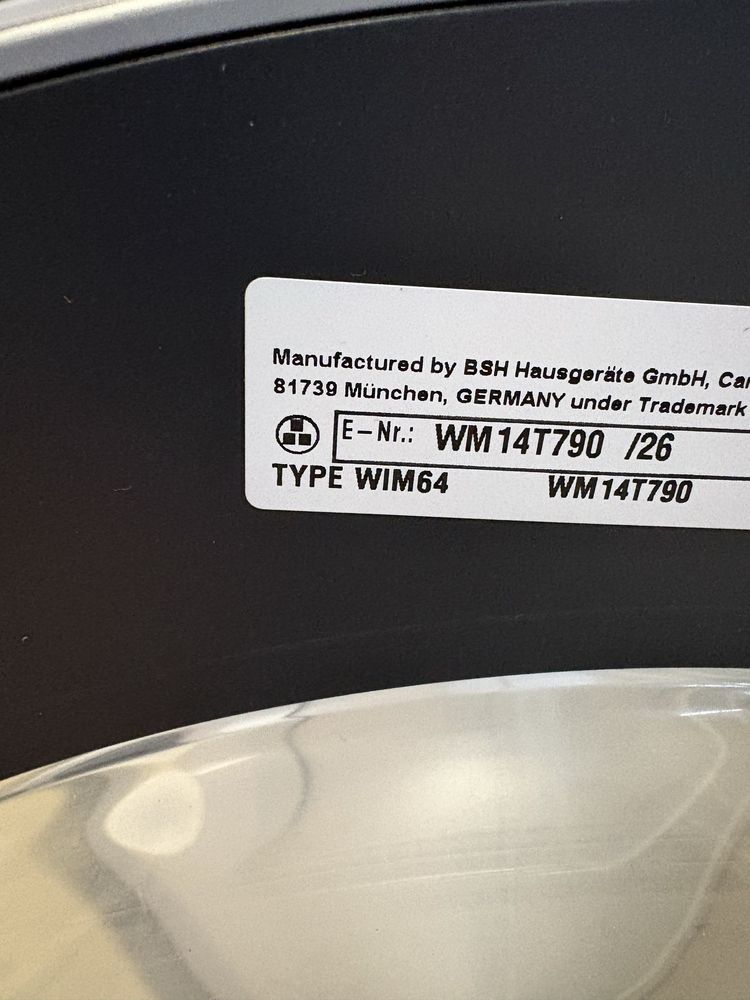 Manufactured by BSH Hausgeräte GmbH,
81739 München, GERMANY under Trademark
E-Nr.: WM14T790 /26
TYPE WIM64 WM14T790